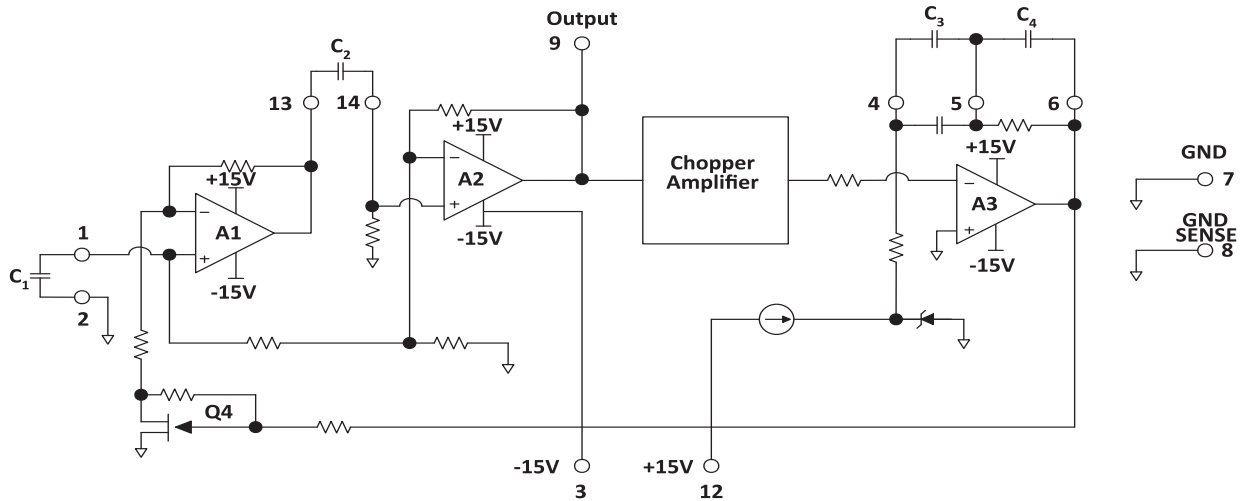 Output
9
C3
C4
C2
13
14
4
5
6
+15V
+15V
+15V
Chopper
Amplifier
GND
7
−
A1
+
−
A2
+
−
A3
+
-15V
-15V
-15V
GND
SENSE
8
1
C1
2
Q4
-15V
3
+15V
12